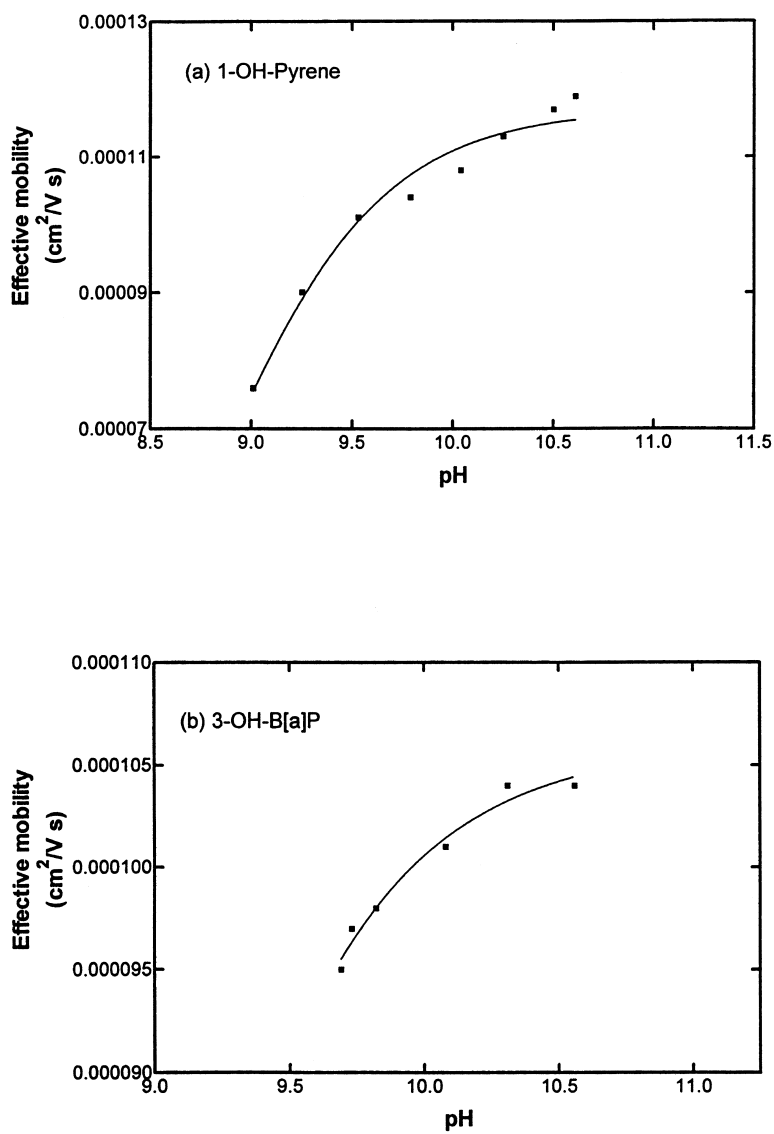 0.00013
(a) 1-OH-Pyrene
0.00011
Effective mobility
(cm²/V s)
0.00009
0.00007
8.5 9.0 9.5 10.0 10.5 11.0 11.5
pH
0.000110
(b) 3-OH-B[a]P
0.000105
Effective mobility
(cm²/V s)
0.000100
0.000095
0.000090
9.0 9.5 10.0 10.5 11.0
pH